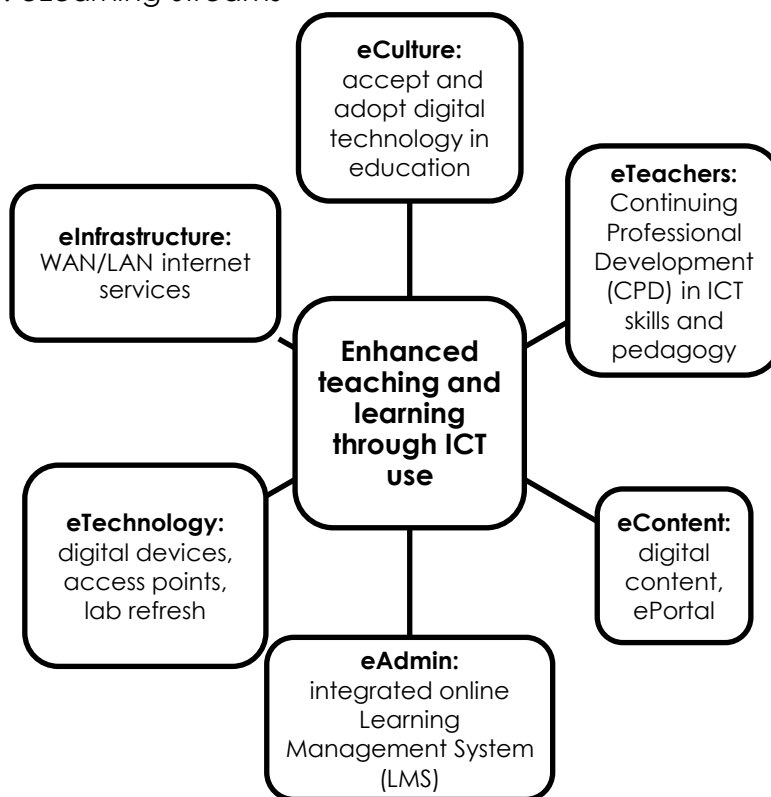 eLearning streams
eCulture:
accept and
adopt digital
technology in
education
eTeachers:
Continuing
Professional
Development
(CPD) in ICT
skills and
pedagogy
eInfrastructure:
WAN/LAN internet
services
Enhanced
teaching and
learning
through ICT
use
eTechnology:
digital devices,
access points,
lab refresh
eContent:
digital
content,
ePortal
eAdmin:
integrated online
Learning
Management System
(LMS)